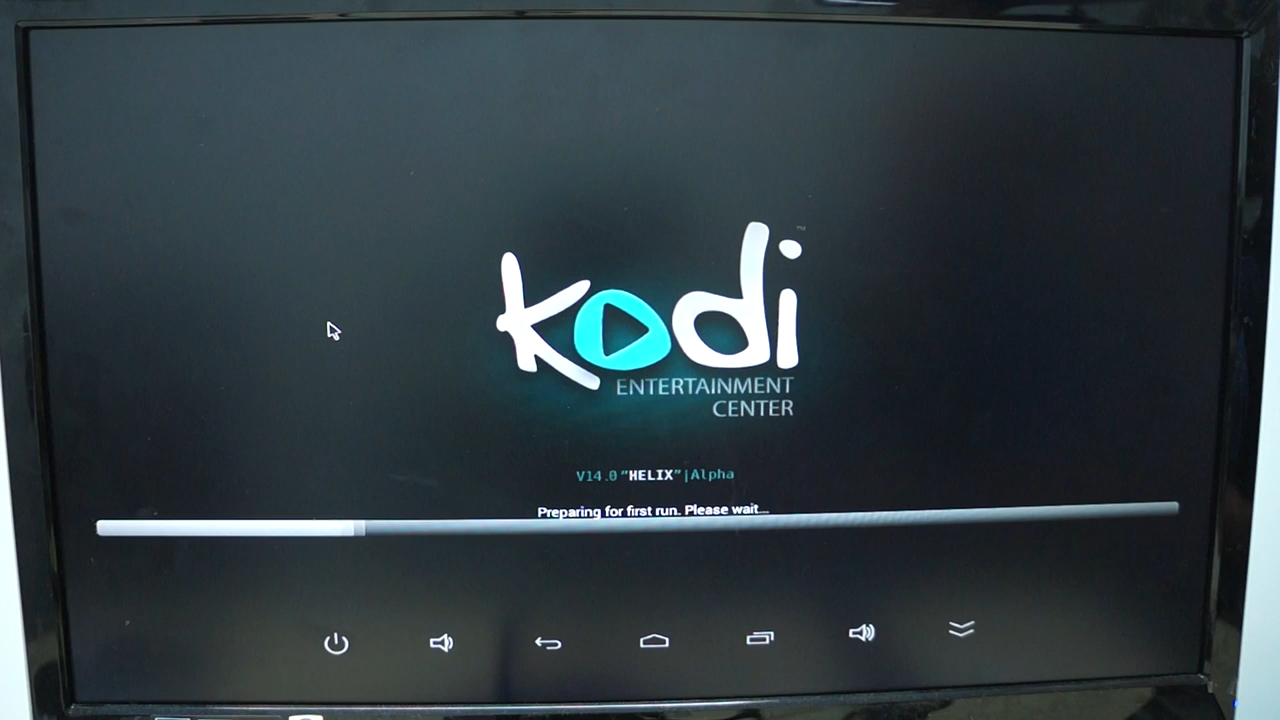 kodi
ENTERTAINMENT
CENTER
V14.0 "HELIX"|Alpha
Preparing for first run. Please wait...